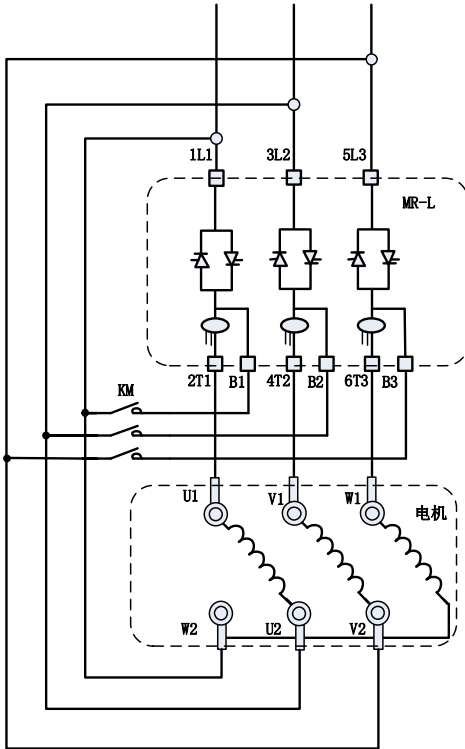 1L1 3L2 5L3
MR-L
2T1 B1 4T2 B2 6T3 B3
KM
U1 V1 W1 电机
W2 U2 V2